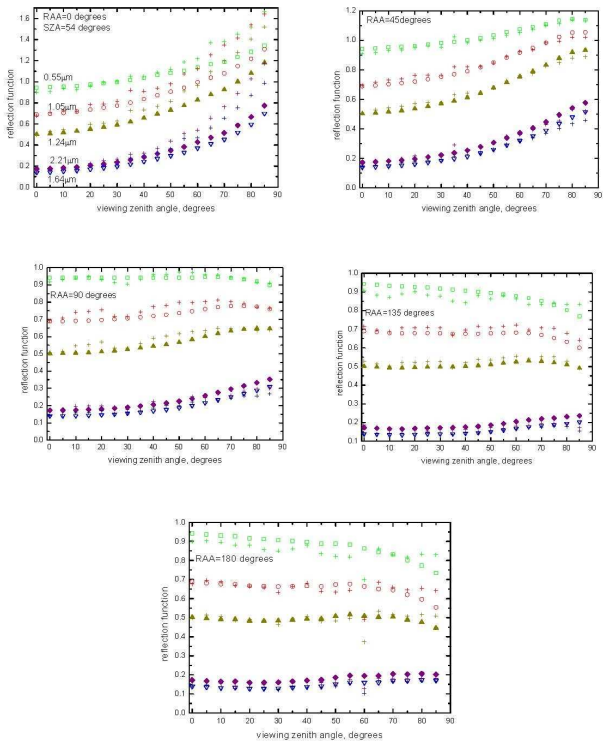 RAA=0 degrees
SZA=54 degrees
1.6
1.4
1.2
1.0
0.8
0.6
0.4
0.2
0.0
0.55μm
1.05μm
1.24μm
2.21μm
1.64μm
reflection function
0 10 20 30 40 50 60 70 80 90
viewing zenith angle, degrees
RAA=45degrees
1.2
1.0
0.8
0.6
0.4
0.2
0.0
reflection function
0 10 20 30 40 50 60 70 80 90
viewing zenith angle, degrees
1.0
0.9
0.8
0.7
0.6
0.5
0.4
0.3
0.2
0.1
0.0
RAA=90 degrees
reflection function
0 10 20 30 40 50 60 70 80 90
viewing zenith angle, degrees
1.0
0.9
0.8
0.7
0.6
0.5
0.4
0.3
0.2
0.1
RAA=135 degrees
reflection function
0 10 20 30 40 50 60 70 80 90
viewing zenith angle, degrees
1.0
0.9
0.8
0.7
0.6
0.5
0.4
0.3
0.2
0.1
0.0
RAA=180 degrees
reflection function
0 10 20 30 40 50 60 70 80 90
viewing zenith angle, degrees